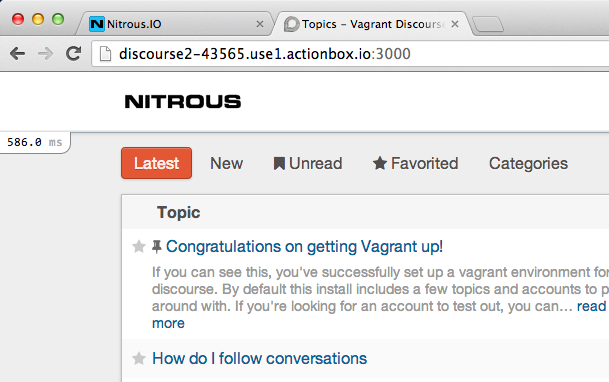 Nitrous.IO
Topics – Vagrant Discours
discourse2-43565.use1.actionbox.io:3000
NITROUS
586.0 ms
Latest New Unread Favorited Categories
Topic
Congratulations on getting Vagrant up!
If you can see this, you've successfully set up a vagrant environment for
discourse. By default this install includes a few topics and accounts to p
around with. If you're looking for an account to test out, you can… read
more
How do I follow conversations